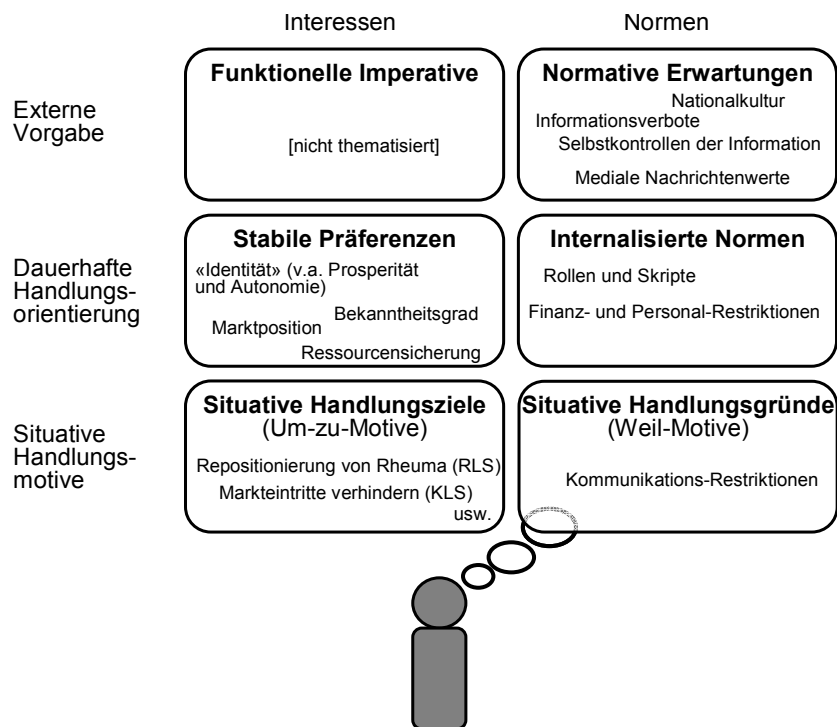 Interessen
Normen
Externe
Vorgabe
Funktionelle Imperative
[nicht thematisiert]
Normative Erwartungen
Nationalkultur
Informationsverbote
Selbstkontrollen der Information
Mediale Nachrichtenwerte
Dauerhafte
Handlungs-
orientierung
Stabile Präferenzen
«Identität» (v.a. Prosperität
und Autonomie)
Bekanntheitsgrad
Marktposition
Ressourcensicherung
Internalisierte Normen
Rollen und Skripte
Finanz- und Personal-Restriktionen
Situative
Handlungs-
motive
Situative Handlungsziele
(Um-zu-Motive)
Repositionierung von Rheuma (RLS)
Markteintritte verhindern (KLS)
usw.
Situative Handlungsgründe
(Weil-Motive)
Kommunikations-Restriktionen